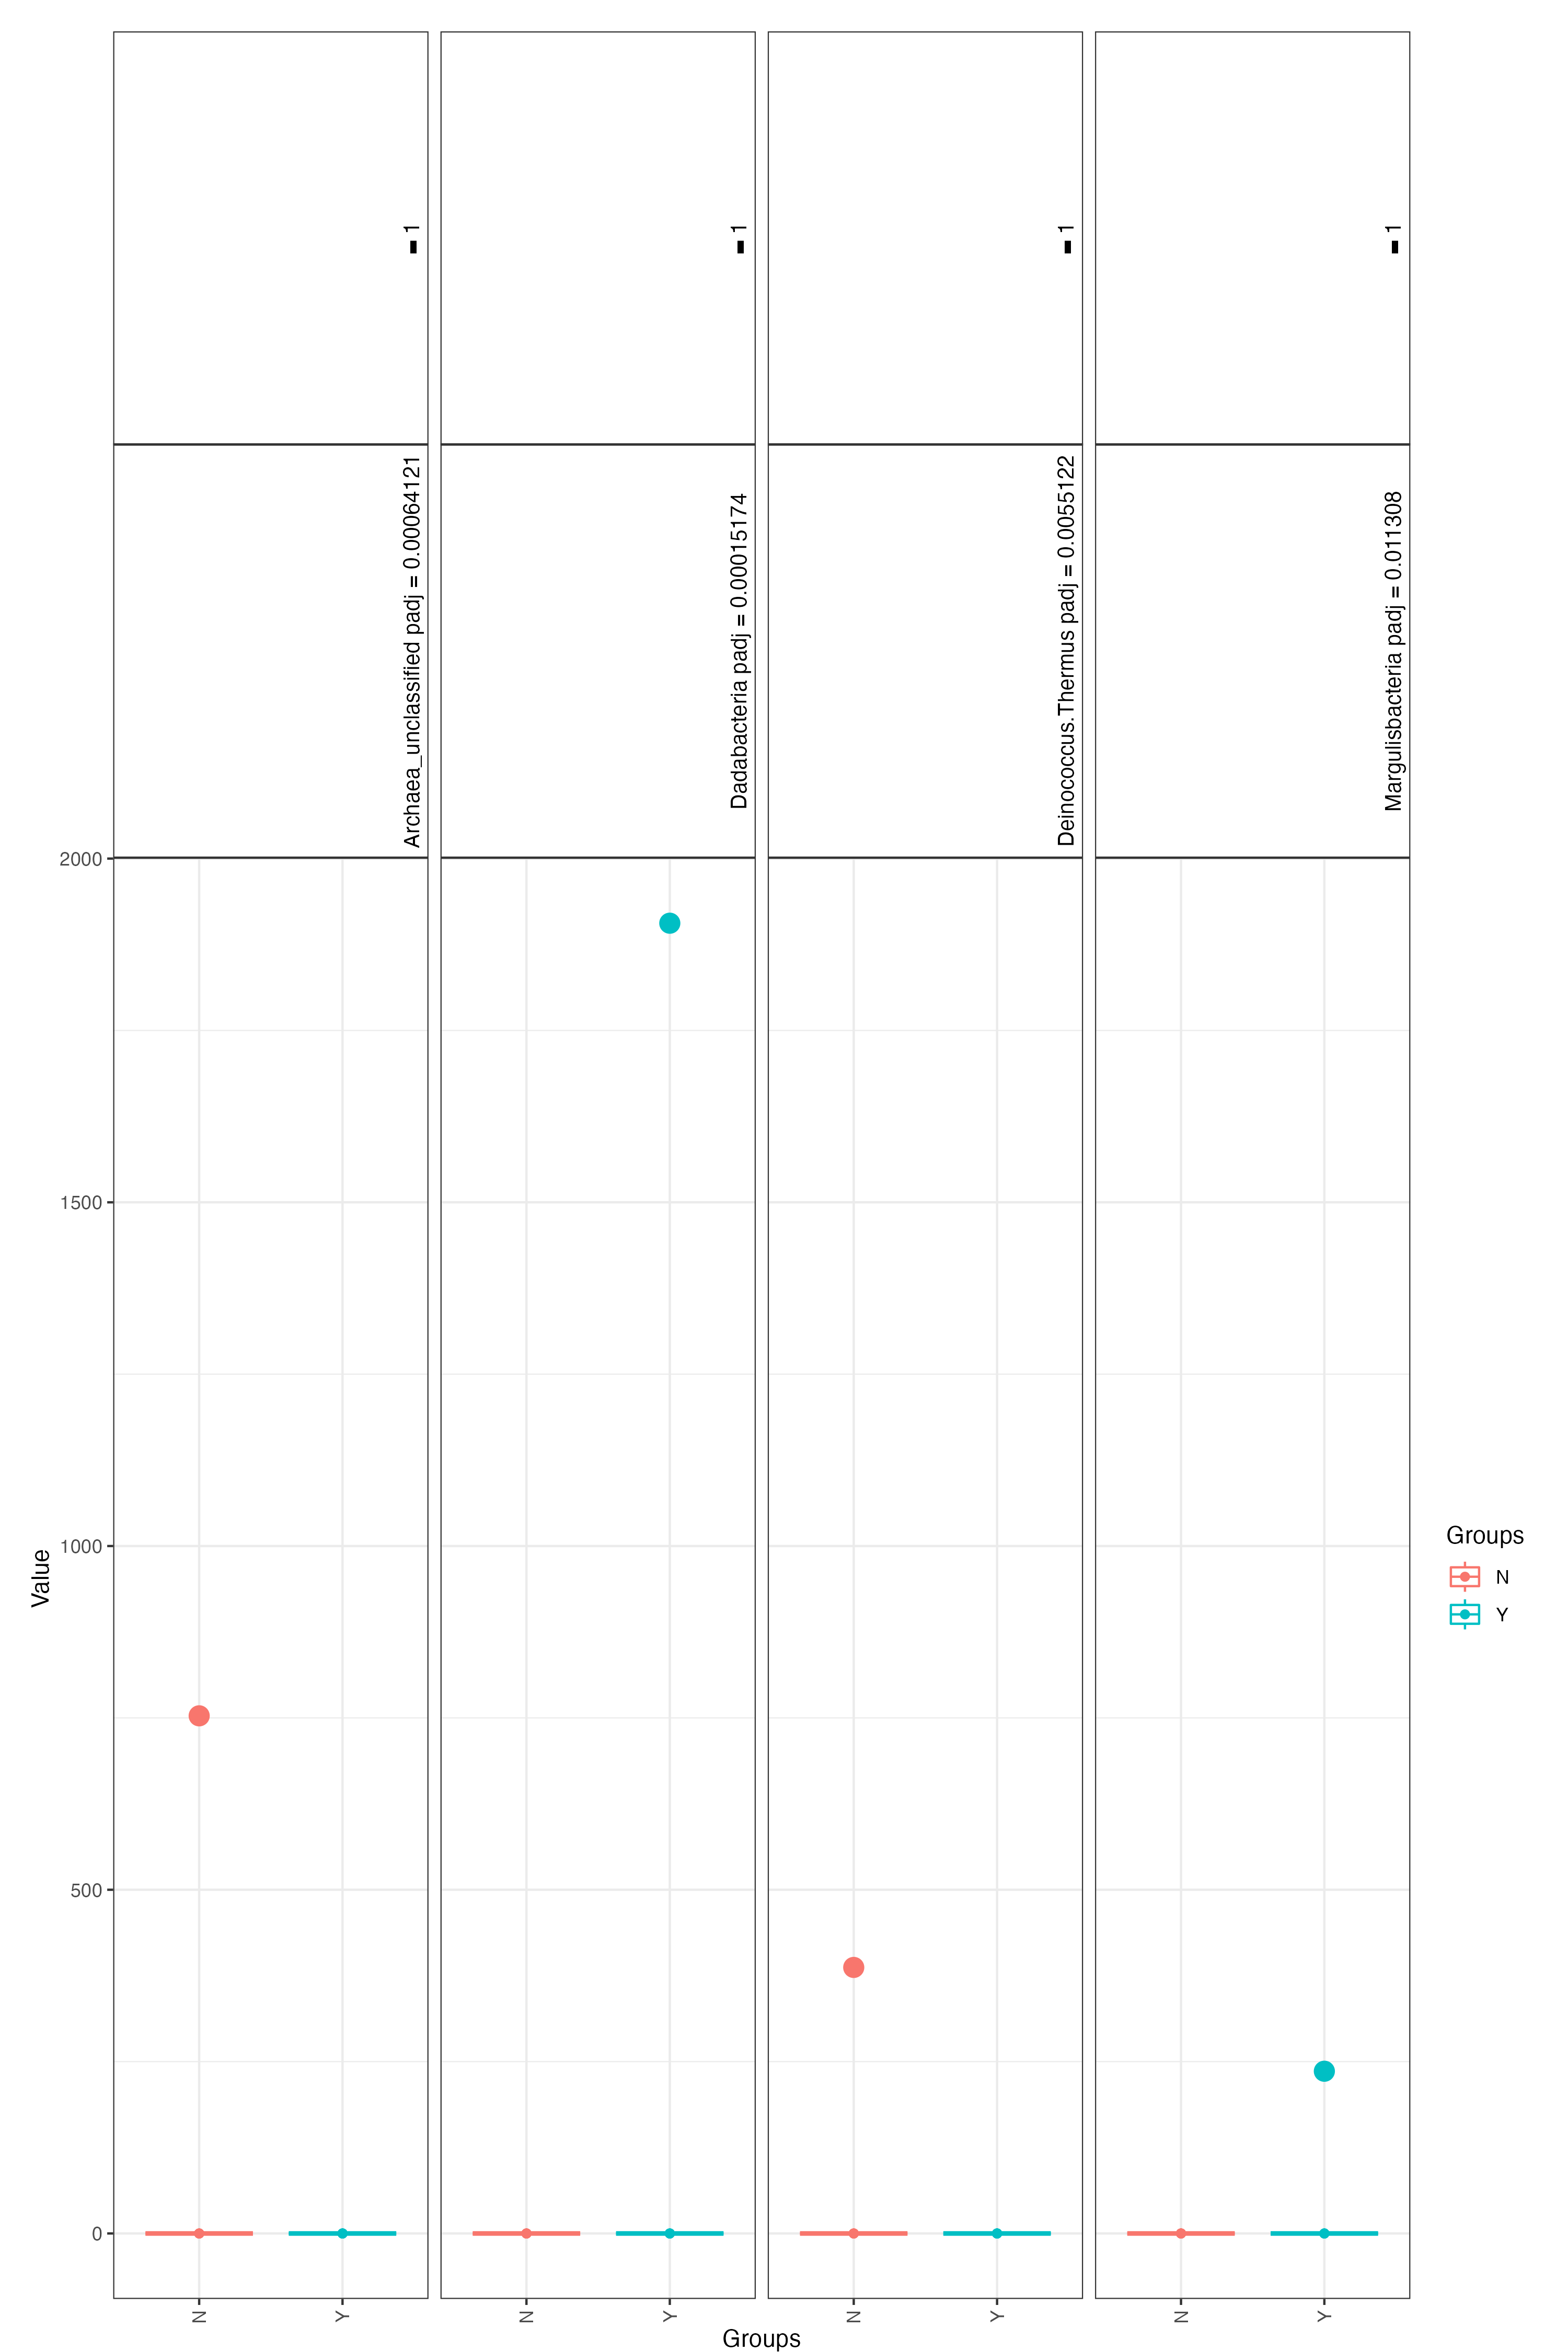 - 1
- 1
- 1
- 1
Archaea_unclassified padj = 0.00064121
Dadabacteria padj = 0.00015174
Deinococcus.Thermus padj = 0.0055122
Margulisbacteria padj = 0.011308
2000
1500
1000
500
0
Value
N
Y
N
Y
N
Y
N
Y
Groups
Groups
N
Y